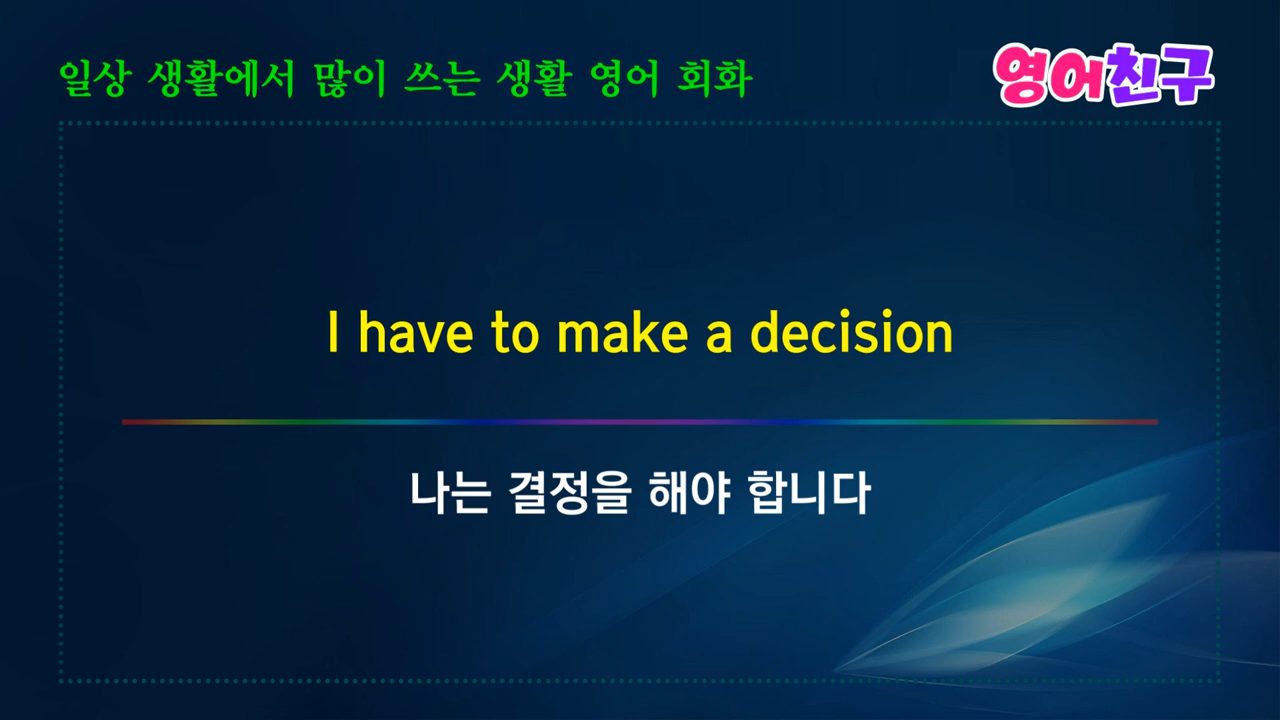 일상 생활에서 많이 쓰는 생활 영어 회화
영어친구
I have to make a decision
나는 결정을 해야 합니다